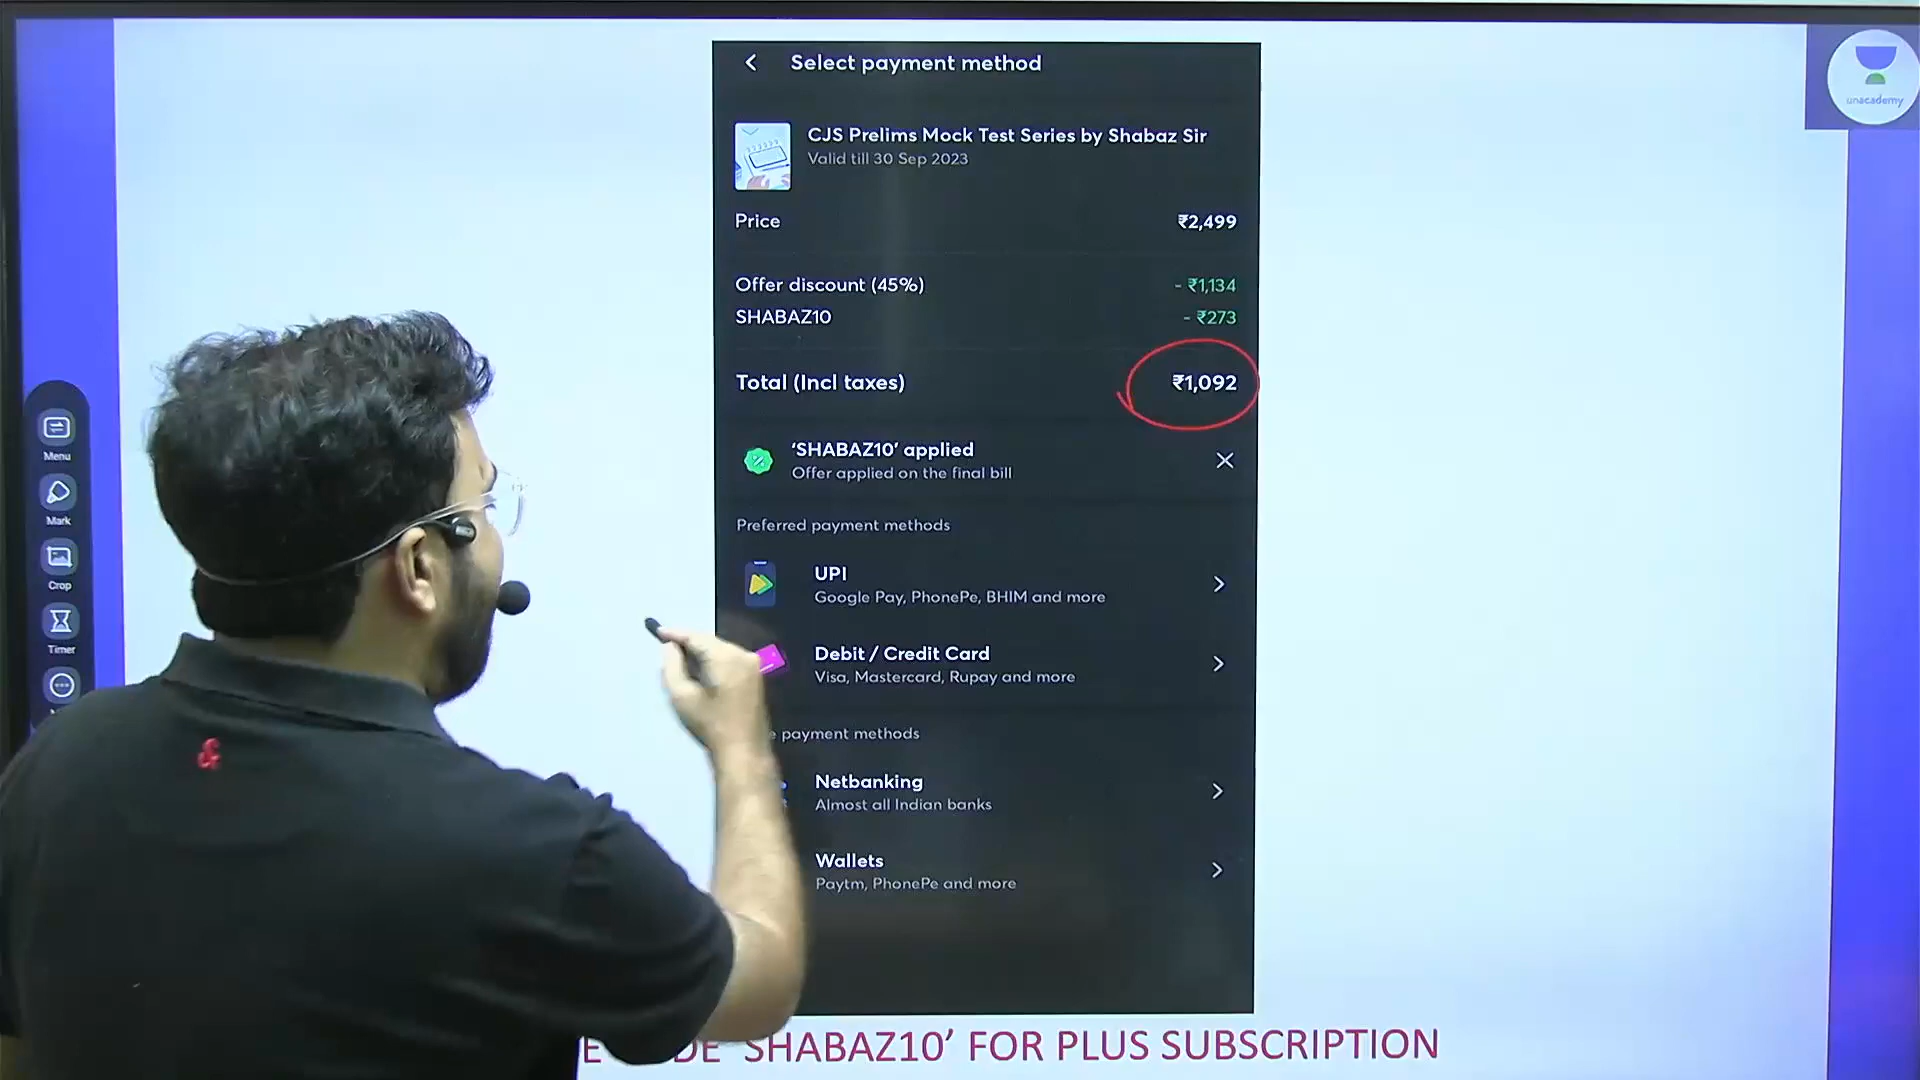 Select payment method
unacademy
CJS Prelims Mock Test Series by Shabaz Sir
Valid till 30 Sep 2023
Price ₹2,499
Offer discount (45%) - ₹1,134
SHABAZ10 - ₹273
Total (Incl taxes) ₹1,092
‘SHABAZ10’ applied
Offer applied on the final bill
Preferred payment methods
UPI
Google Pay, PhonePe, BHIM and more
Debit / Credit Card
Visa, Mastercard, Rupay and more
payment methods
Netbanking
Almost all Indian banks
Wallets
Paytm, PhonePe and more
Menu
Mark
Crop
Timer
SHABAZ10’ FOR PLUS SUBSCRIPTION